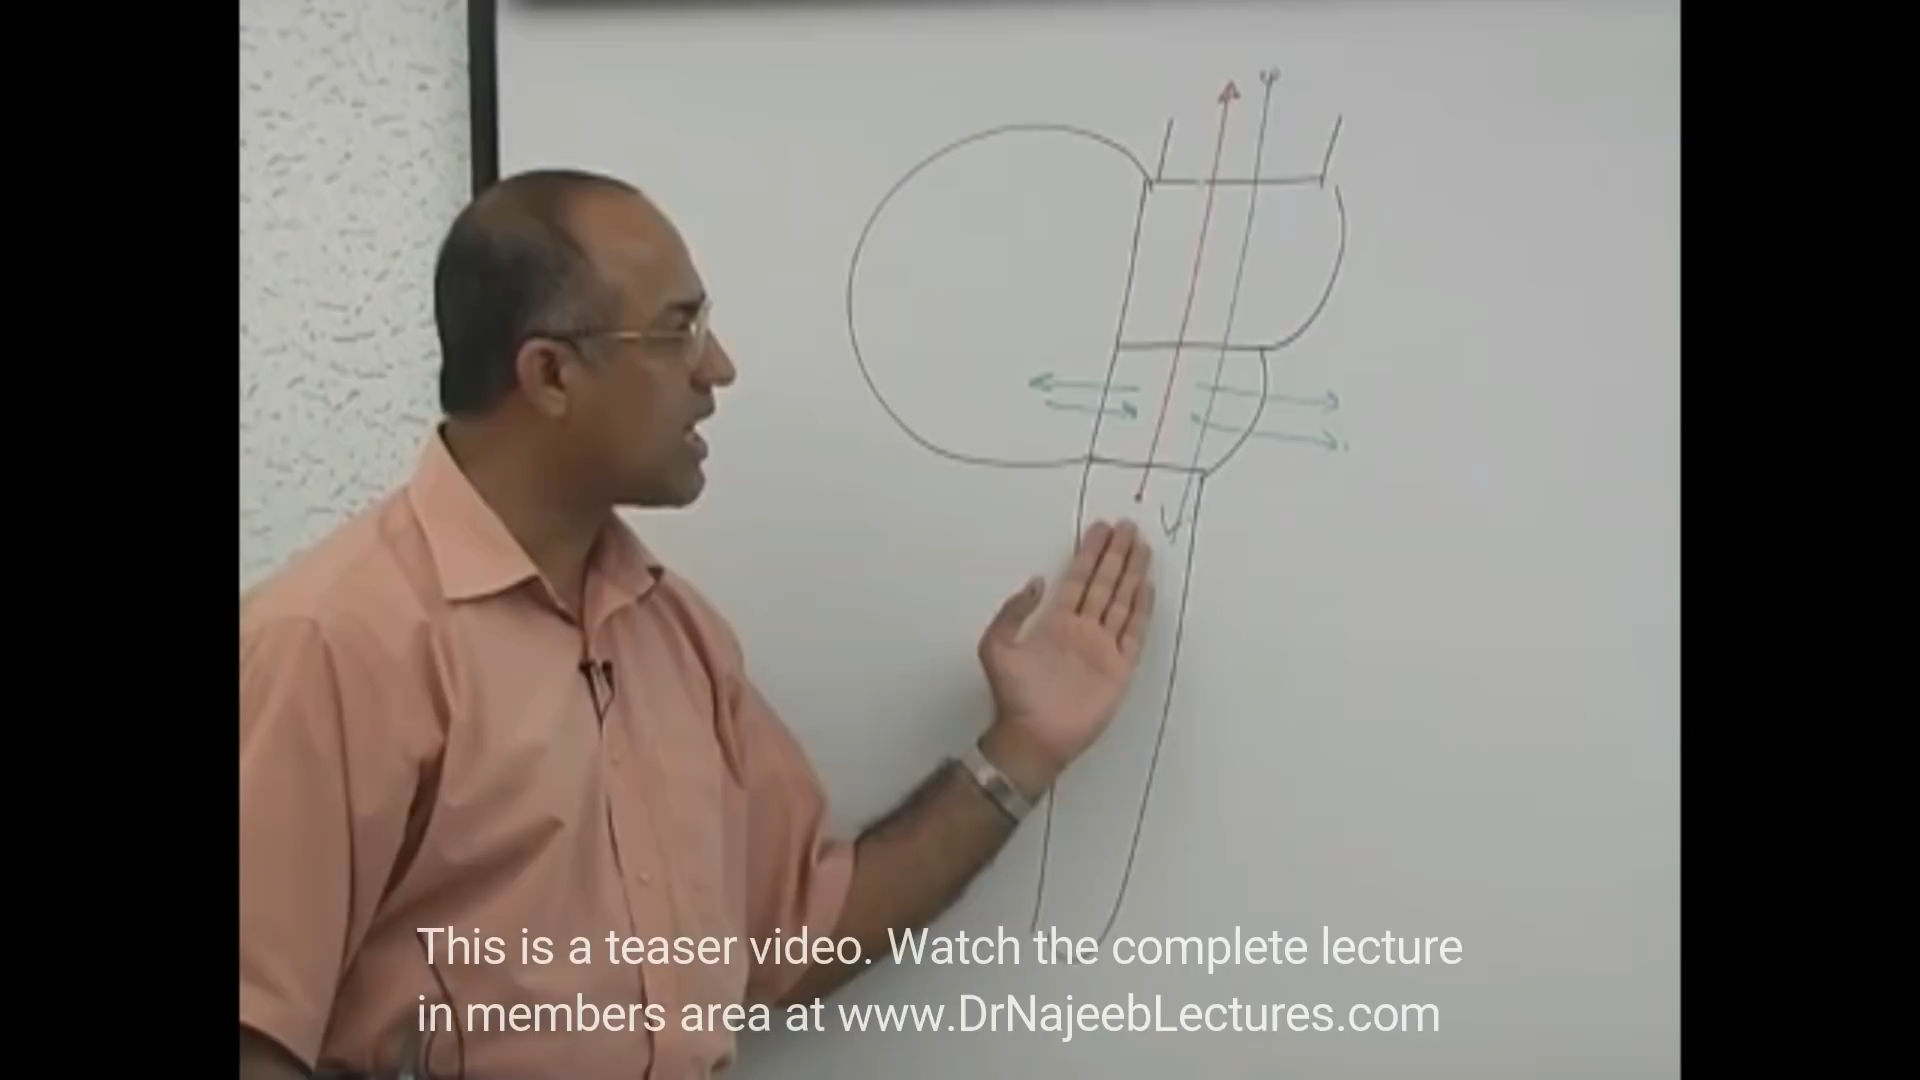 This is a teaser video. Watch the complete lecture
in members area at www.DrNajeebLectures.com